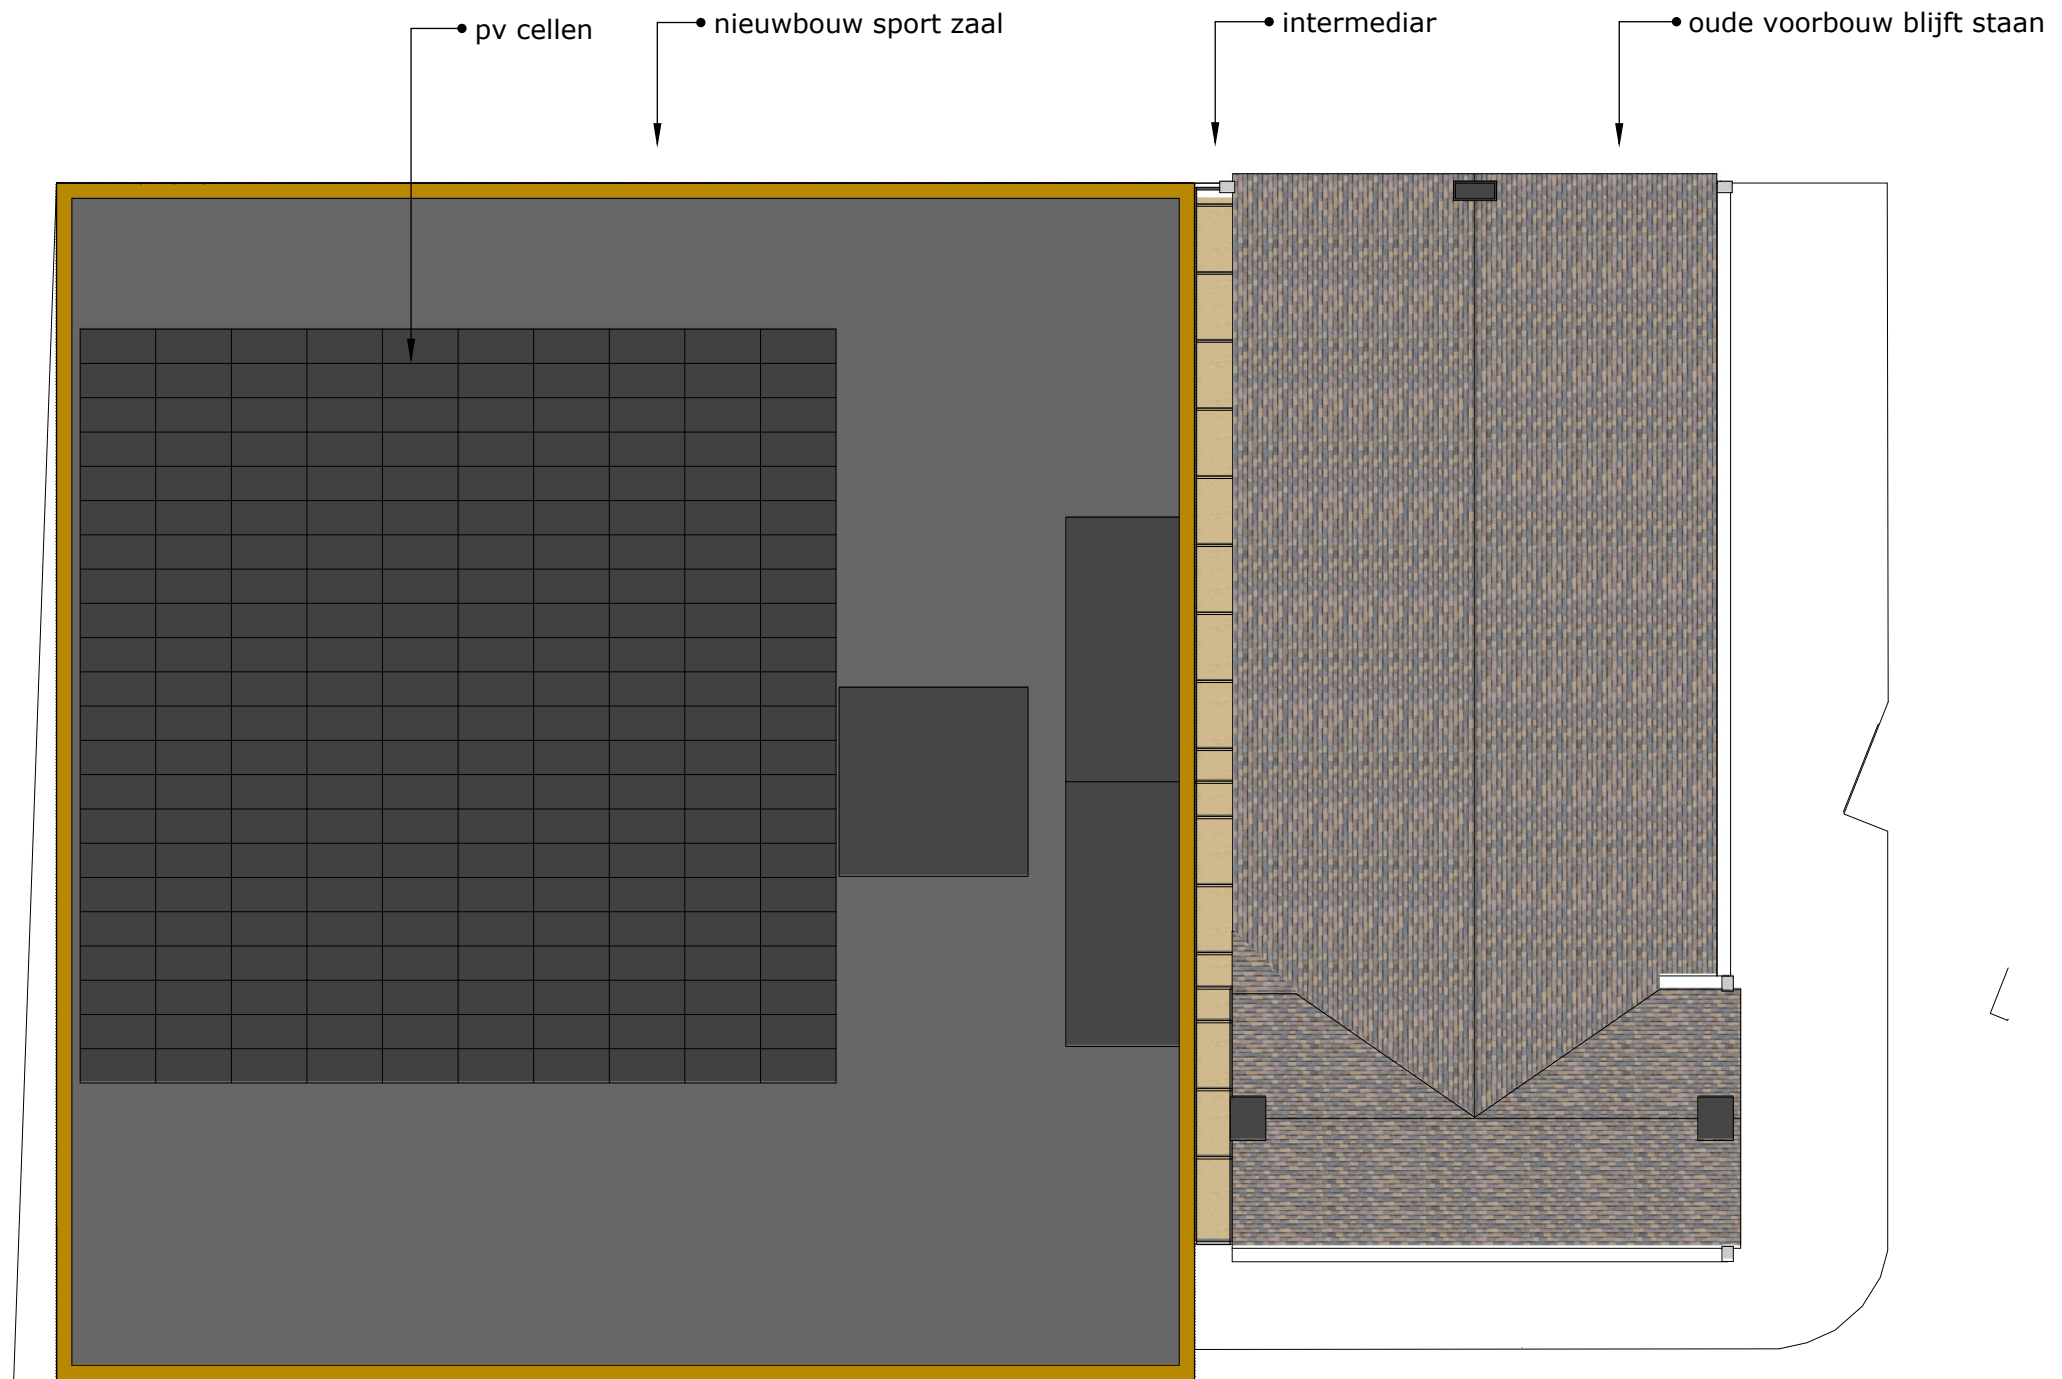 pv cellen
nieuwbouw sport zaal
intermediar
oude voorbouw blijft staan